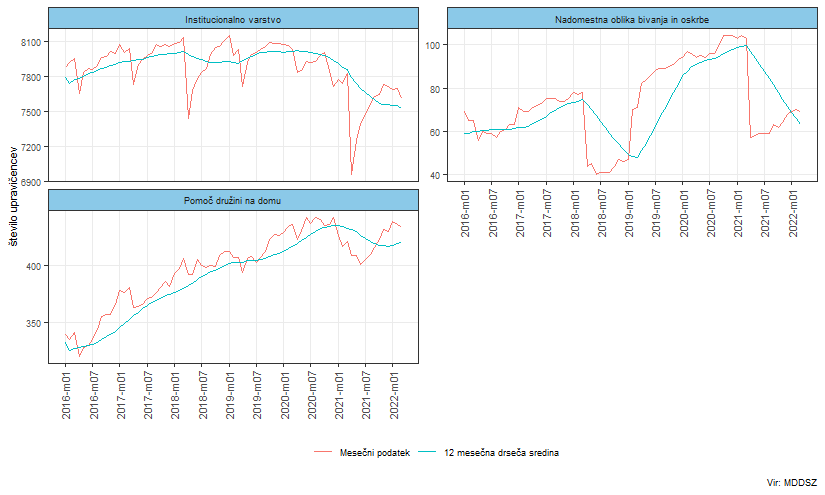 Institucionalno varstvo
Nadomestna oblika bivanja in oskrbe
8100
7800
7500
7200
6900
100
80
60
40
2016-m01
2016-m07
2017-m01
2017-m07
2018-m01
2018-m07
2019-m01
2019-m07
2020-m01
2020-m07
2021-m01
2021-m07
2022-m01
število upravičencev
Pomoč družini na domu
400
350
2016-m01
2016-m07
2017-m01
2017-m07
2018-m01
2018-m07
2019-m01
2019-m07
2020-m01
2020-m07
2021-m01
2021-m07
2022-m01
Mesečni podatek
12 mesečna drseča sredina
Vir: MDDSZ